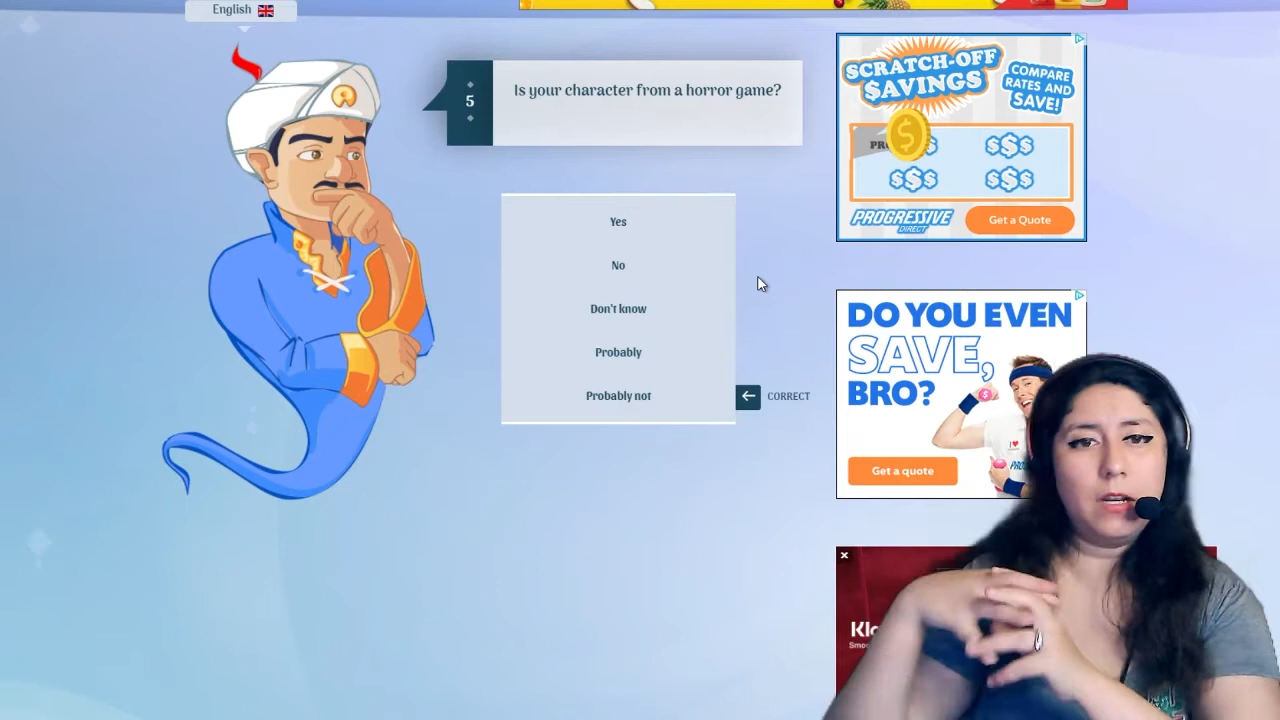 English
5
Is your character from a horror game?
Yes
No
Don't know
Probably
Probably not
CORRECT
SCRATCH-OFF
$AVINGS
COMPARE
RATES AND
SAVE!
$$$
$$$
$$$
PROGRESSIVE
DIRECT
Get a Quote
DO YOU EVEN
SAVE,
BRO?
Get a quote